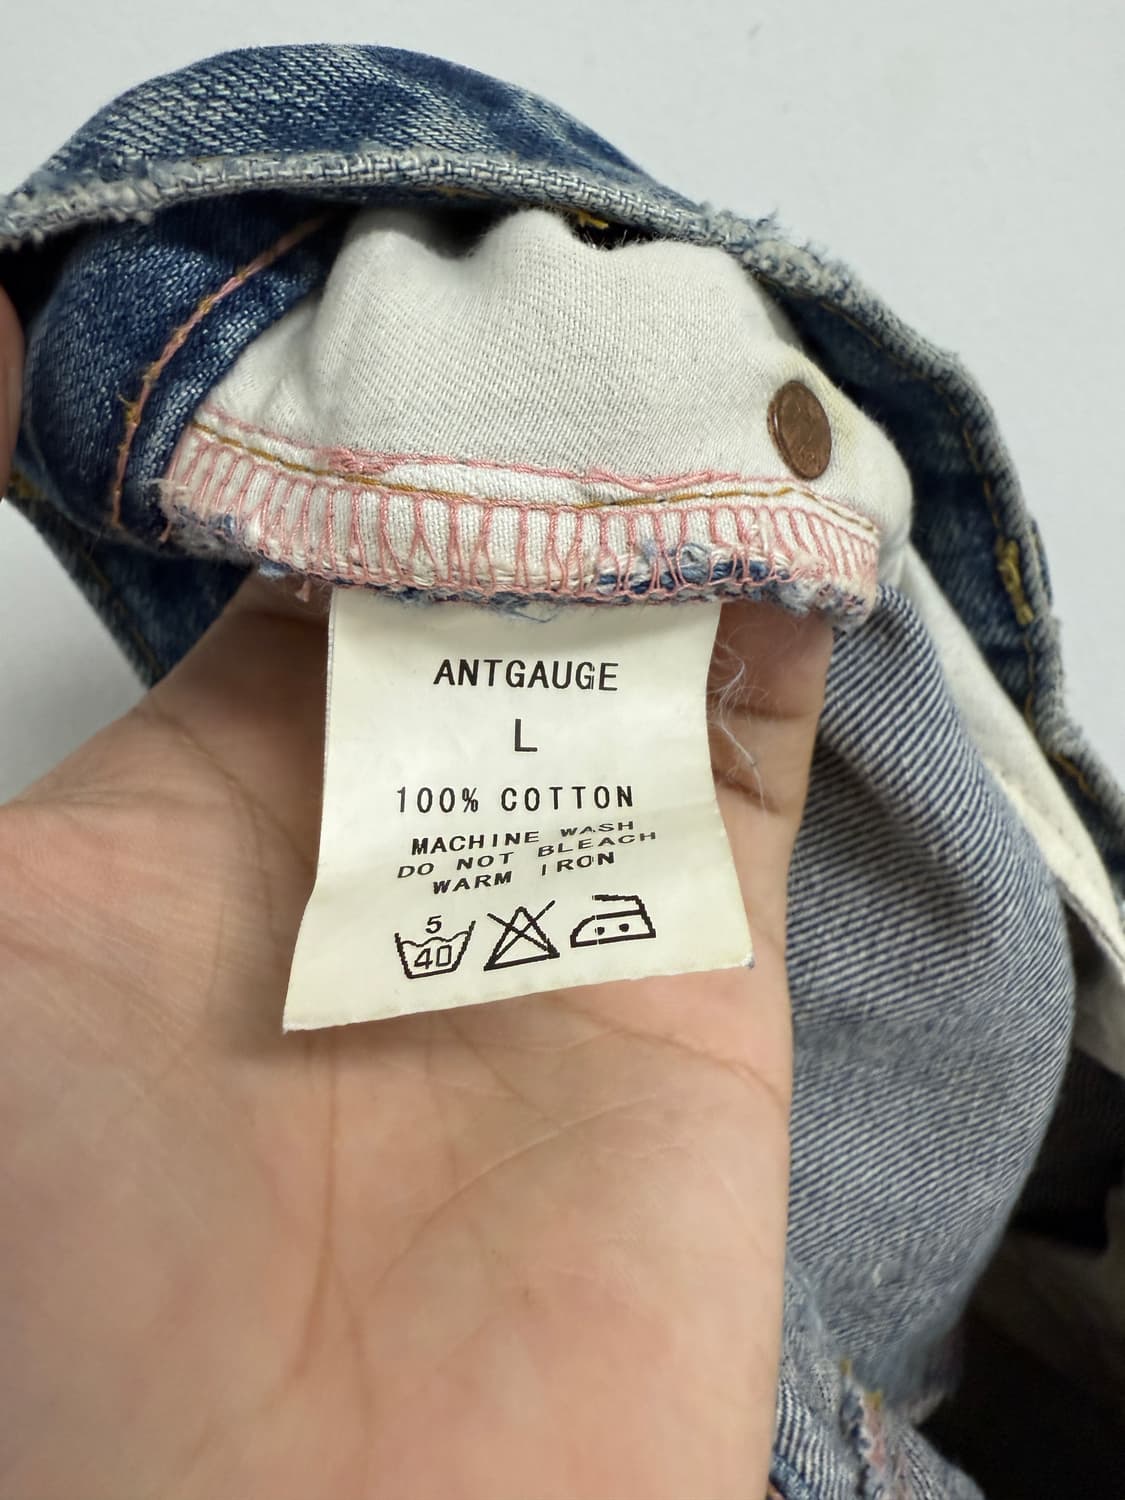 ANTGAUGE
L
100% COTTON
MACHINE WASH
DO NOT BLEACH
WARM IRON
5
40